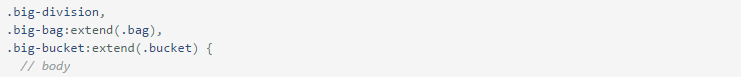 .big-division,
.big-bag:extend(.bag),
.big-bucket:extend(.bucket) {
  // body